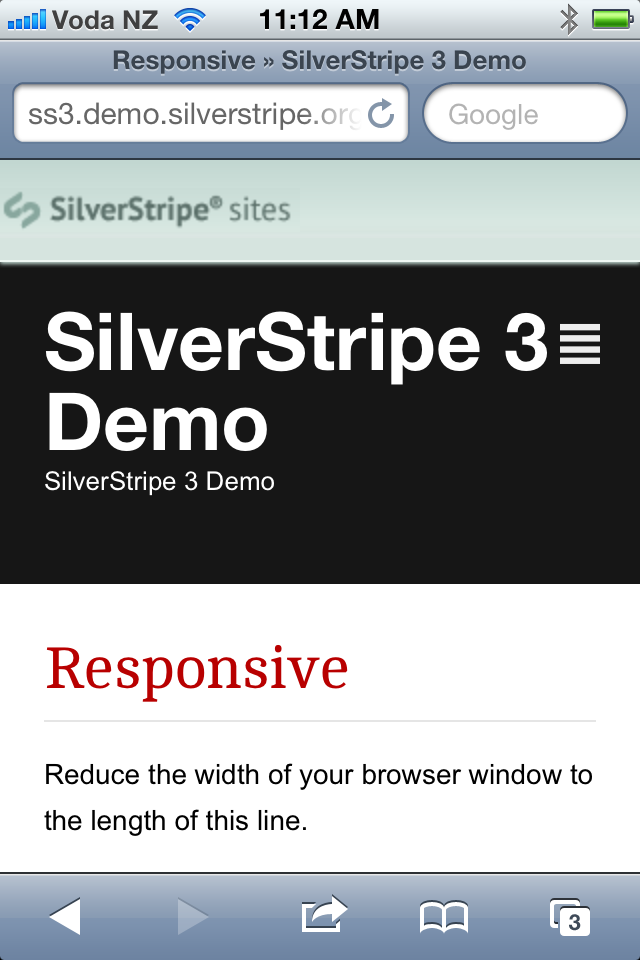 Voda NZ 11:12 AM
Responsive » SilverStripe 3 Demo
ss3.demo.silverstripe.org Google
SilverStripe® sites
SilverStripe 3
Demo
SilverStripe 3 Demo
Responsive
Reduce the width of your browser window to
the length of this line.
3